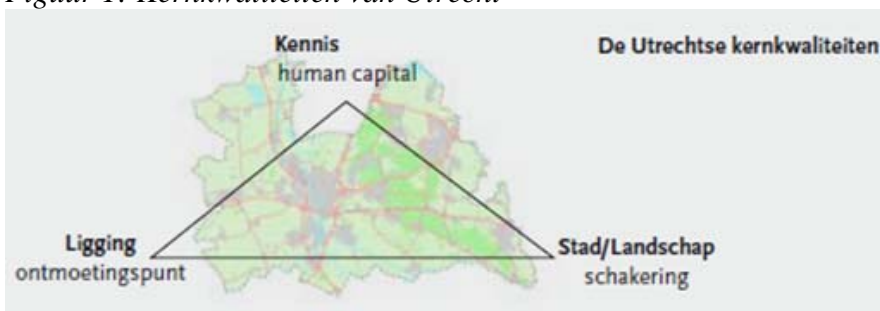 Figuur 1: Kernkwaliteiten van Utrecht
De Utrechtse kernkwaliteiten
Kennis
human capital
Ligging
ontmoetingspunt
Stad/Landschap
schakering